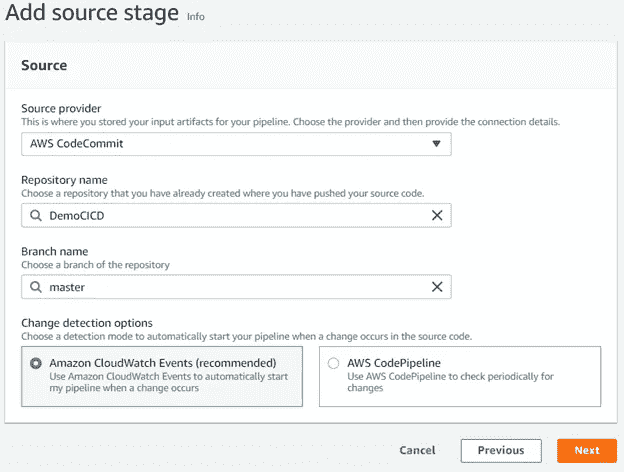 Add source stage Info
Source
Source provider
This is where you stored your input artifacts for your pipeline. Choose the provider and then provide the connection details.
AWS CodeCommit
Repository name
Choose a repository that you have already created where you have pushed your source code.
DemoCICD
Branch name
Choose a branch of the repository
master
Change detection options
Choose a detection mode to automatically start your pipeline when a change occurs in the source code.
Amazon CloudWatch Events (recommended)
Use Amazon CloudWatch Events to automatically start
my pipeline when a change occurs
AWS CodePipeline
Use AWS CodePipeline to check periodically for
changes
Cancel
Previous
Next